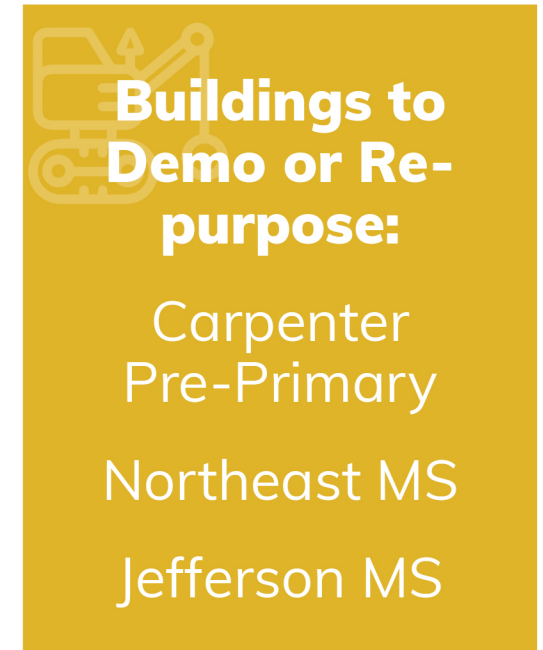 Buildings to
Demo or Re-
purpose:
Carpenter
Pre-Primary
Northeast MS
Jefferson MS